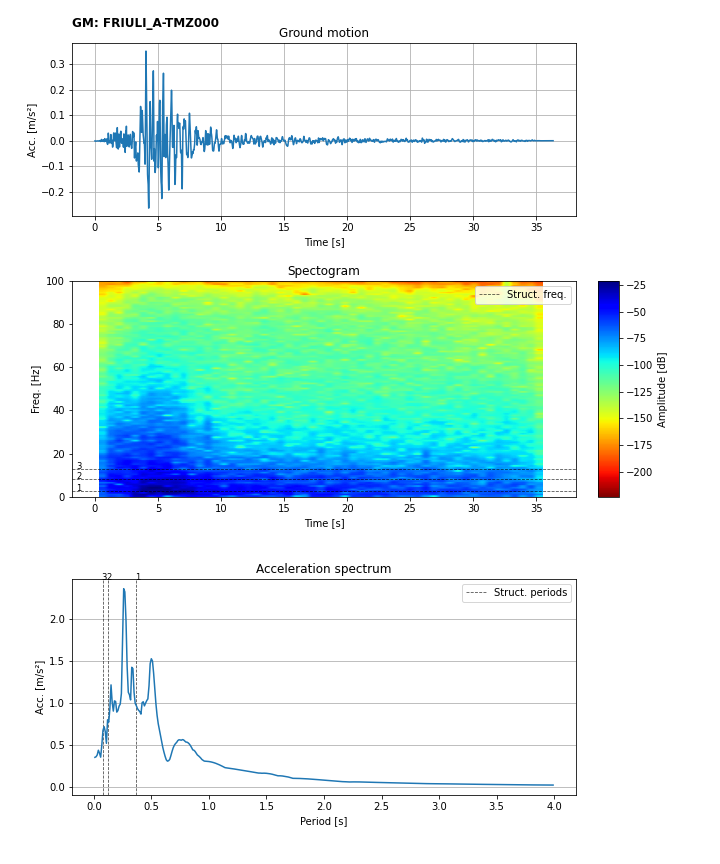 GM: FRIULI_A-TMZ000
Ground motion
Acc. [m/s²]
0.3
0.2
0.1
0.0
−0.1
−0.2
0 5 10 15 20 25 30 35
Time [s]
Spectogram
Freq. [Hz]
100
80
60
40
20
0
Struct. freq.
3
2
1
0 5 10 15 20 25 30 35
Time [s]
−25
−50
−75
−100
−125
−150
−175
−200
Amplitude [dB]
Acceleration spectrum
3 2 1
Struct. periods
Acc. [m/s²]
2.0
1.5
1.0
0.5
0.0
0.0 0.5 1.0 1.5 2.0 2.5 3.0 3.5 4.0
Period [s]